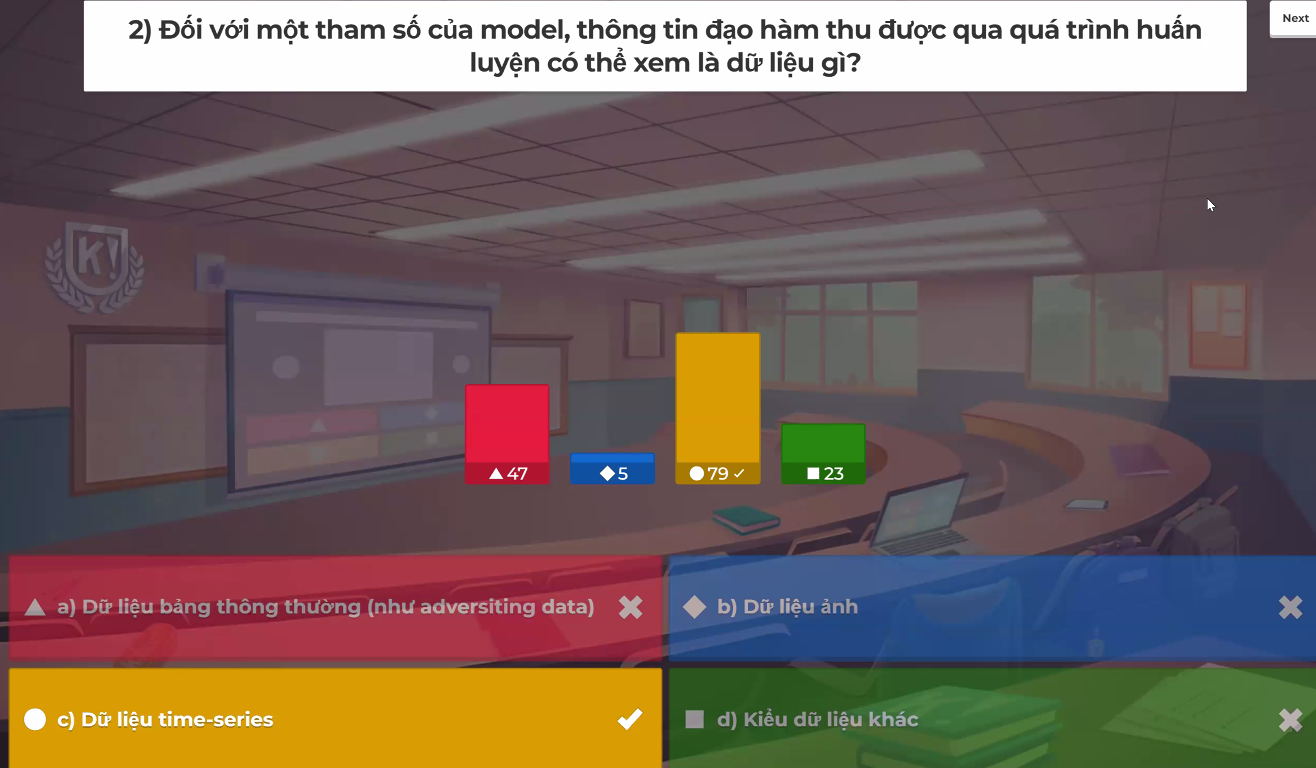 Next
2) Đối với một tham số của model, thông tin đạo hàm thu được qua quá trình huấn
luyện có thể xem là dữ liệu gì?
K!
47
5
79
23
a) Dữ liệu bảng thông thường (như adversiting data)
b) Dữ liệu ảnh
c) Dữ liệu time-series
d) Kiểu dữ liệu khác